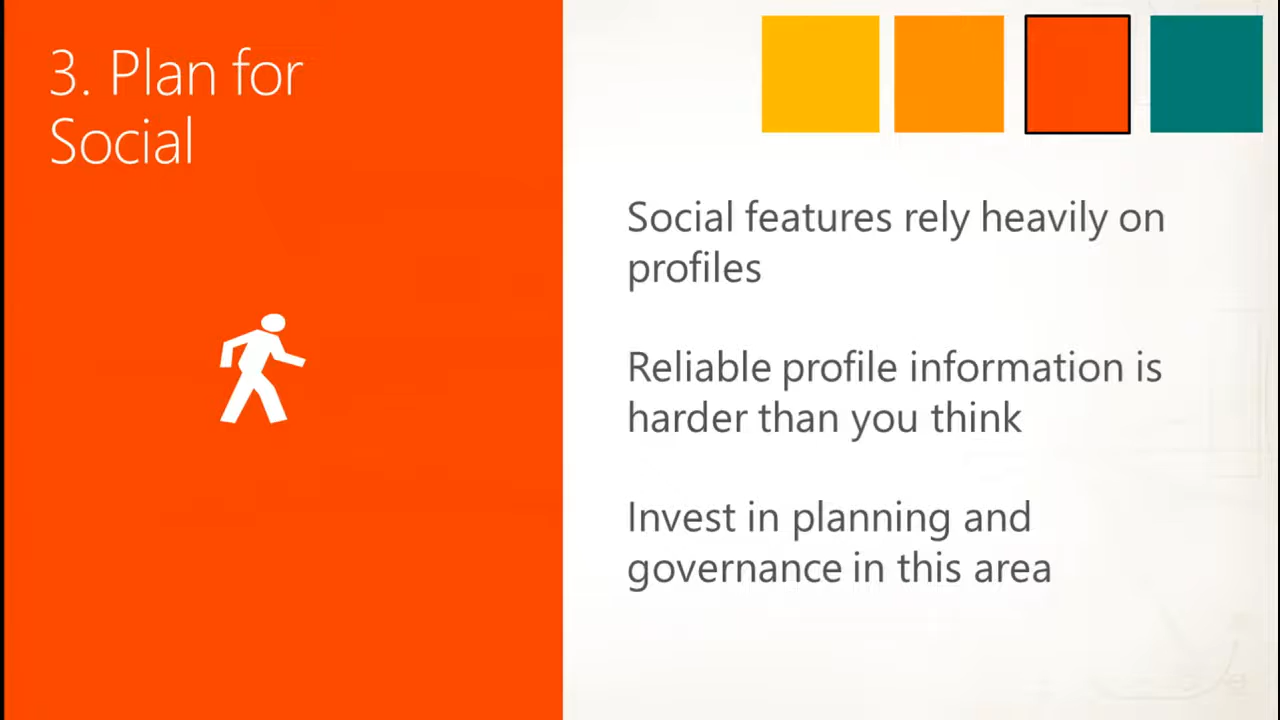 3. Plan for
Social
Social features rely heavily on
profiles
Reliable profile information is
harder than you think
Invest in planning and
governance in this area